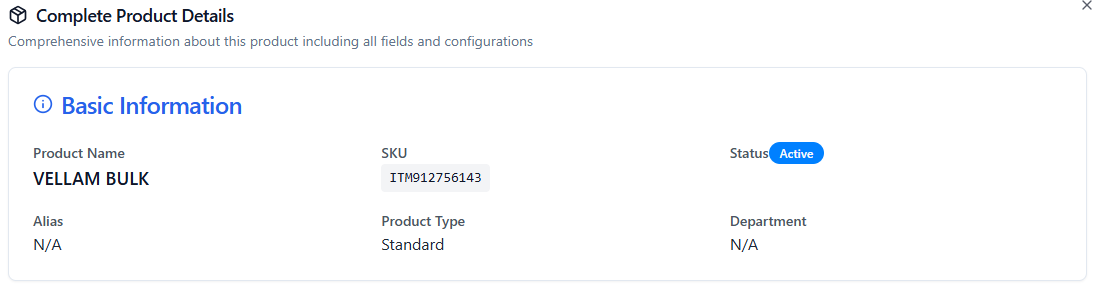 Complete Product Details
Comprehensive information about this product including all fields and configurations
Basic Information
Product Name
VELLAM BULK
SKU
ITM912756143
Status Active
Alias
N/A
Product Type
Standard
Department
N/A